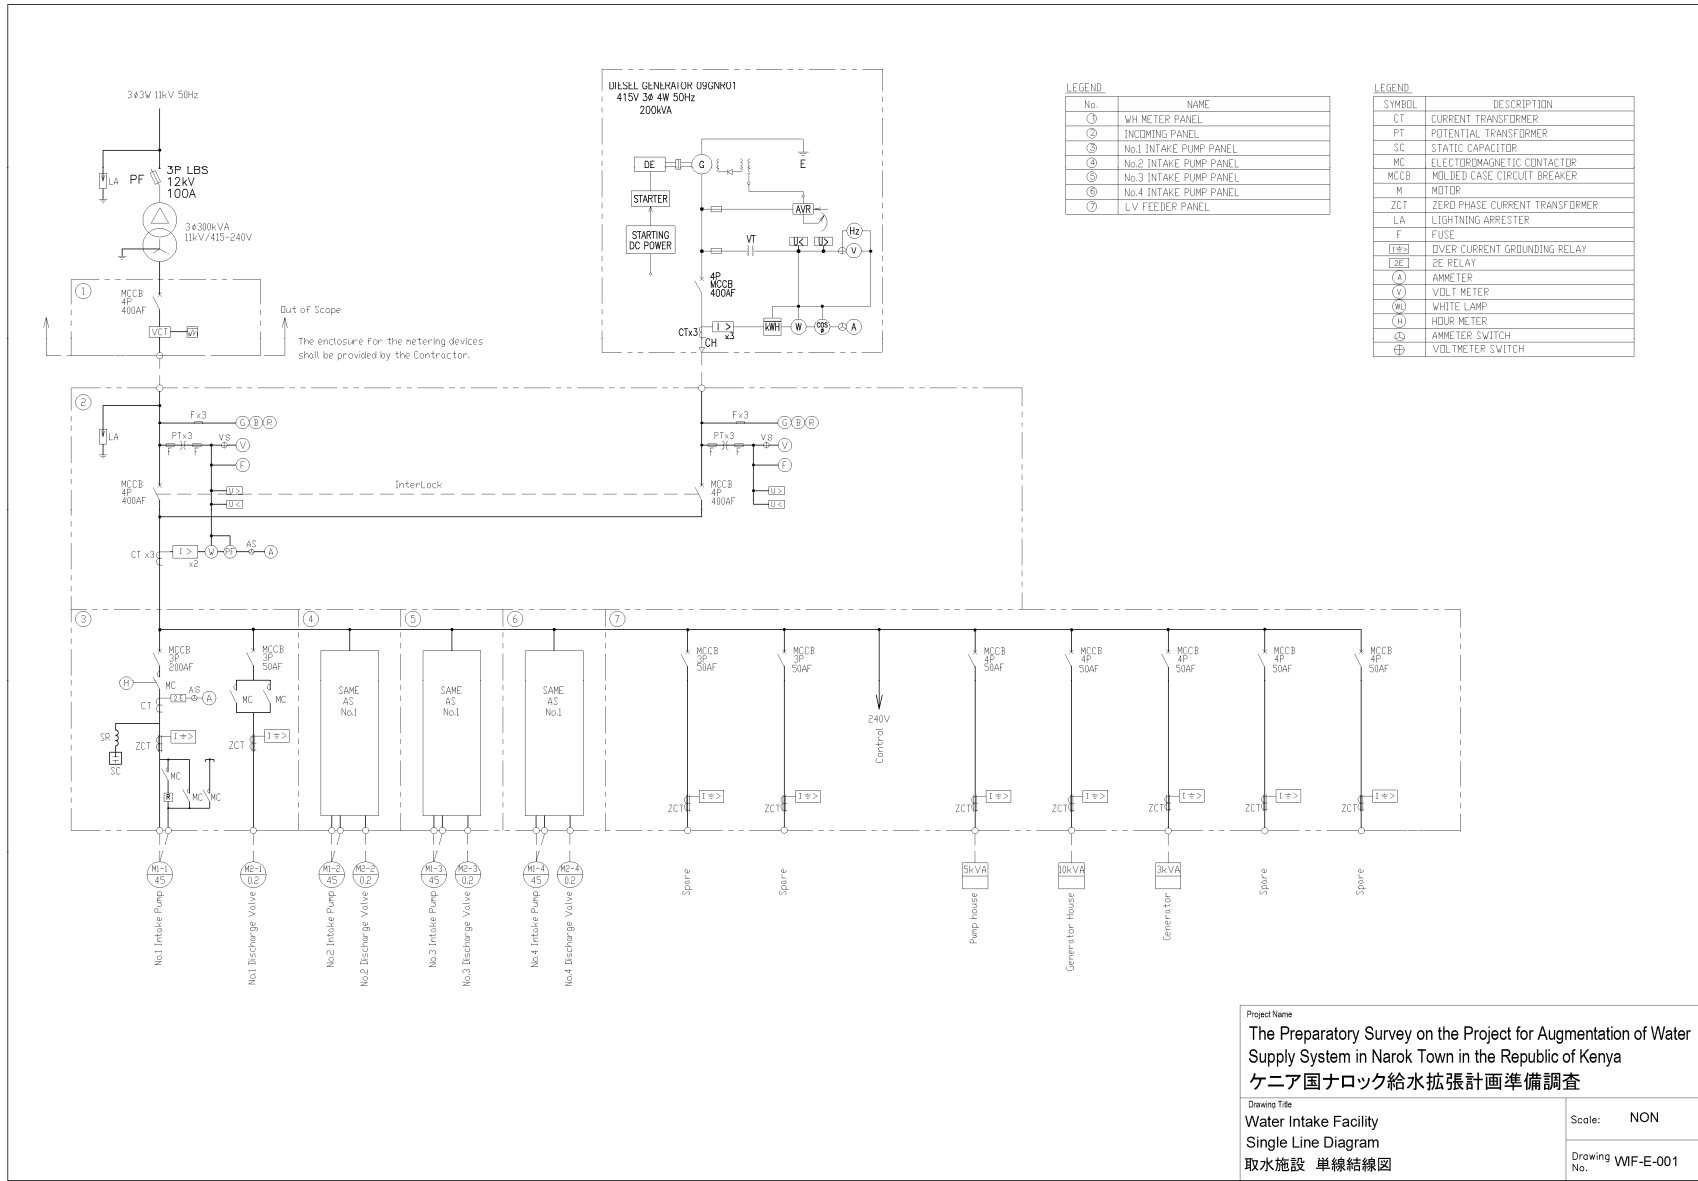 3ø3W 11kV 50Hz
LA
PF
3P LBS
12kV
100A
3ø300kVA
11kV/415-240V
1
MCCB
4P
400AF
VCT
Wh
Out of Scope
The enclosure for the metering devices
shall be provided by the Contractor.
DIESEL GENERATOR 09GNR01
415V 3ø 4W 50Hz
200kVA
DE
G
E
STARTER
AVR
STARTING
DC POWER
VT
U<
U>
Hz
V
4P
MCCB
400AF
CTx3
I >
x3
kWH
W
COS
ø
A
CH
LEGEND
No. NAME
① WH METER PANEL
② INCOMING PANEL
③ No.1 INTAKE PUMP PANEL
④ No.2 INTAKE PUMP PANEL
⑤ No.3 INTAKE PUMP PANEL
⑥ No.4 INTAKE PUMP PANEL
⑦ LV FEEDER PANEL
LEGEND
SYMBOL DESCRIPTION
CT CURRENT TRANSFORMER
PT POTENTIAL TRANSFORMER
SC STATIC CAPACITOR
MC ELECTOROMAGNETIC CONTACTOR
MCCB MOLDED CASE CIRCUIT BREAKER
M MOTOR
ZCT ZERO PHASE CURRENT TRANSFORMER
LA LIGHTNING ARRESTER
F FUSE
I > OVER CURRENT GROUNDING RELAY
2E 2E RELAY
A AMMETER
V VOLT METER
WL WHITE LAMP
H HOUR METER
AMMETER SWITCH
VOLTMETER SWITCH
2
LA
Fx3
G B R
PTx3
VS
V
F F
F
MCCB
4P
400AF
U >
U <
InterLock
CT x3
I >
x2
W
PF
AS
A
Fx3
G B R
PTx3
VS
V
F F
F
MCCB
4P
400AF
U >
U <
3
4
5
6
7
MCCB
3P
200AF
H
MC
2E
AS
A
CT
SR
SC
ZCT
I >
MC
R
MC
MC
MCCB
3P
50AF
MC
MC
ZCT
I >
SAME
AS
No.1
SAME
AS
No.1
SAME
AS
No.1
MCCB
3P
50AF
ZCT
I >
MCCB
3P
50AF
ZCT
I >
240V
Control
MCCB
4P
50AF
ZCT
I >
MCCB
4P
50AF
ZCT
I >
MCCB
4P
50AF
ZCT
I >
MCCB
4P
50AF
ZCT
I >
MCCB
4P
50AF
ZCT
I >
M1-1
45
No.1 Intake Pump
M2-1
0.2
No.1 Discharge Valve
M1-2
45
No.2 Intake Pump
M2-2
0.2
No.2 Discharge Valve
M1-3
45
No.3 Intake Pump
M2-3
0.2
No.3 Discharge Valve
M1-4
45
No.4 Intake Pump
M2-4
0.2
No.4 Discharge Valve
Spare
Spare
5kVA
Pump house
10kVA
Generator House
3kVA
Generator
Spare
Spare
Project Name
The Preparatory Survey on the Project for Augmentation of Water
Supply System in Narok Town in the Republic of Kenya
ケニア国ナロック給水拡張計画準備調査
Drawing Title
Water Intake Facility
Single Line Diagram
取水施設 単線結線図
Scale: NON
Drawing
No. WIF-E-001